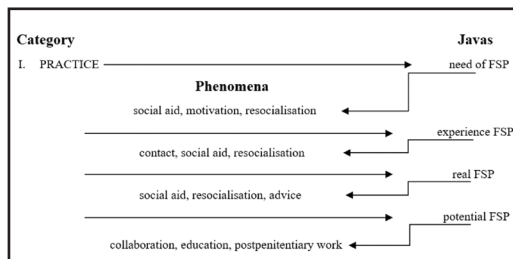 Category Javas
I. PRACTICE need of FSP
Phenomena
social aid, motivation, resocialisation
experience FSP
contact, social aid, resocialisation
real FSP
social aid, resocialisation, advice
potential FSP
collaboration, education, postpenitentiary work